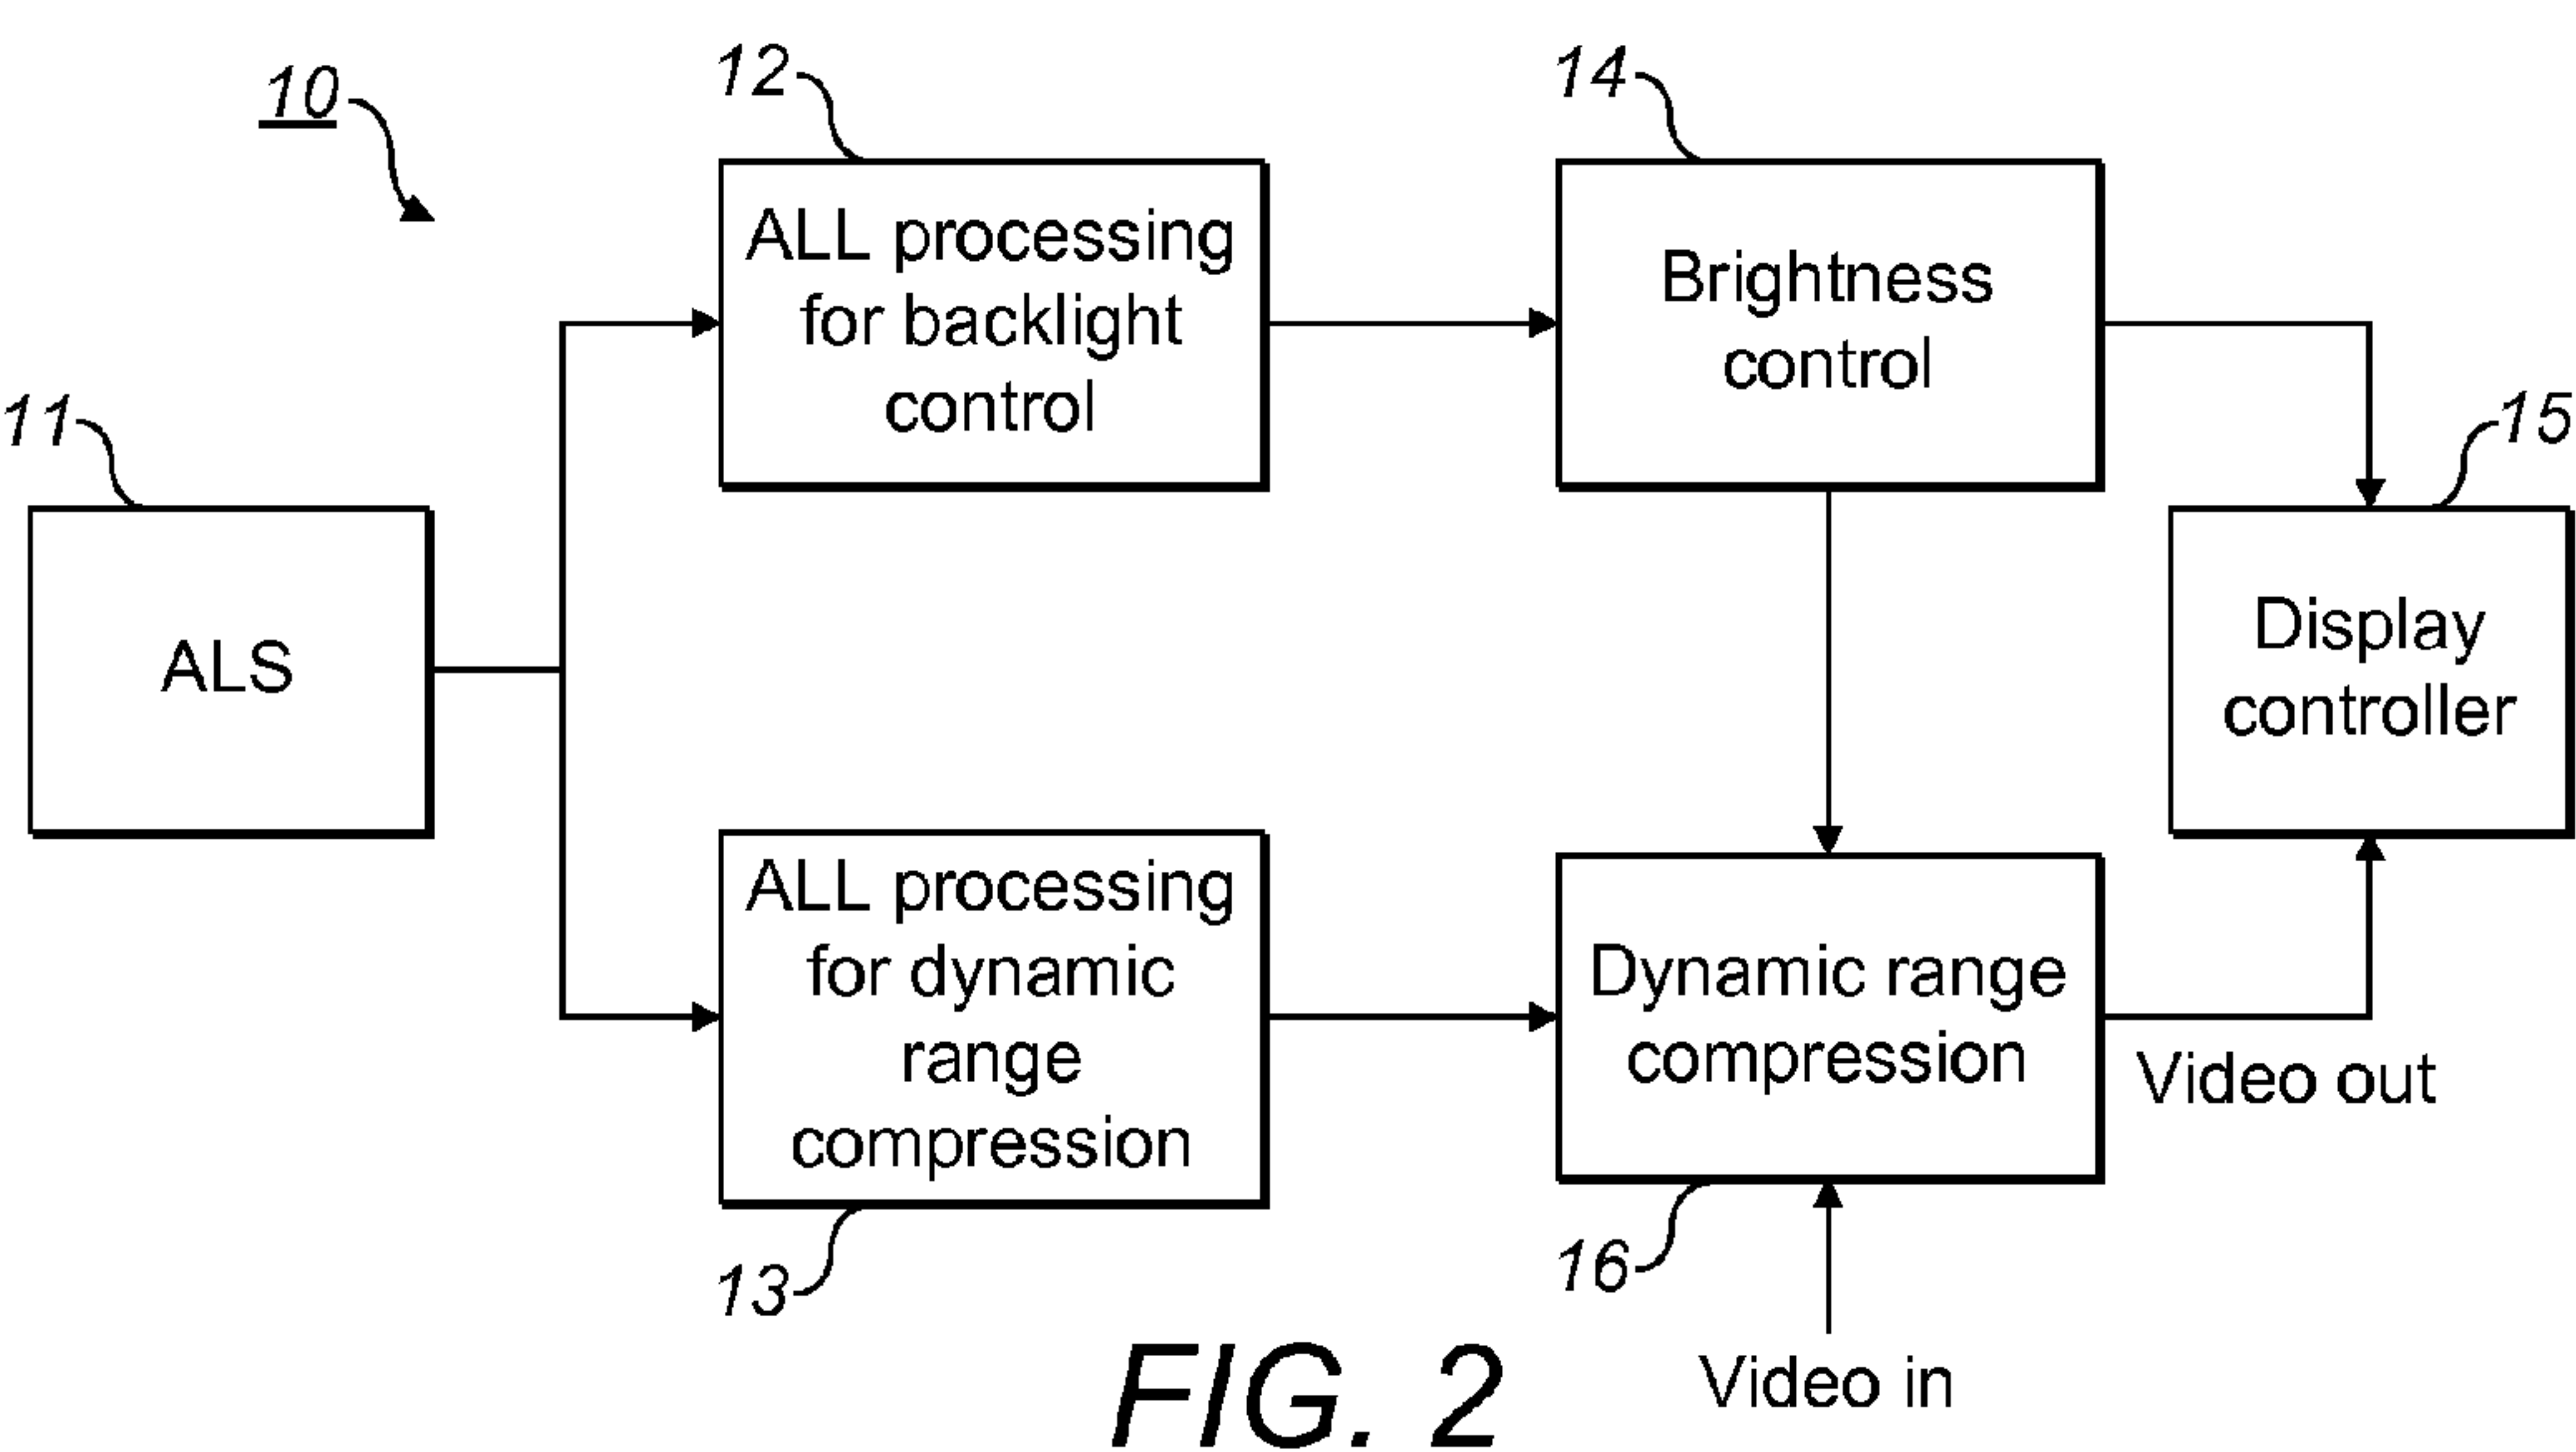 10
12
14
ALL processing
for backlight
control
Brightness
control
11
15
ALS
Display
controller
ALL processing
for dynamic
range
compression
Dynamic range
compression
Video out
13
16
Video in
FIG. 2